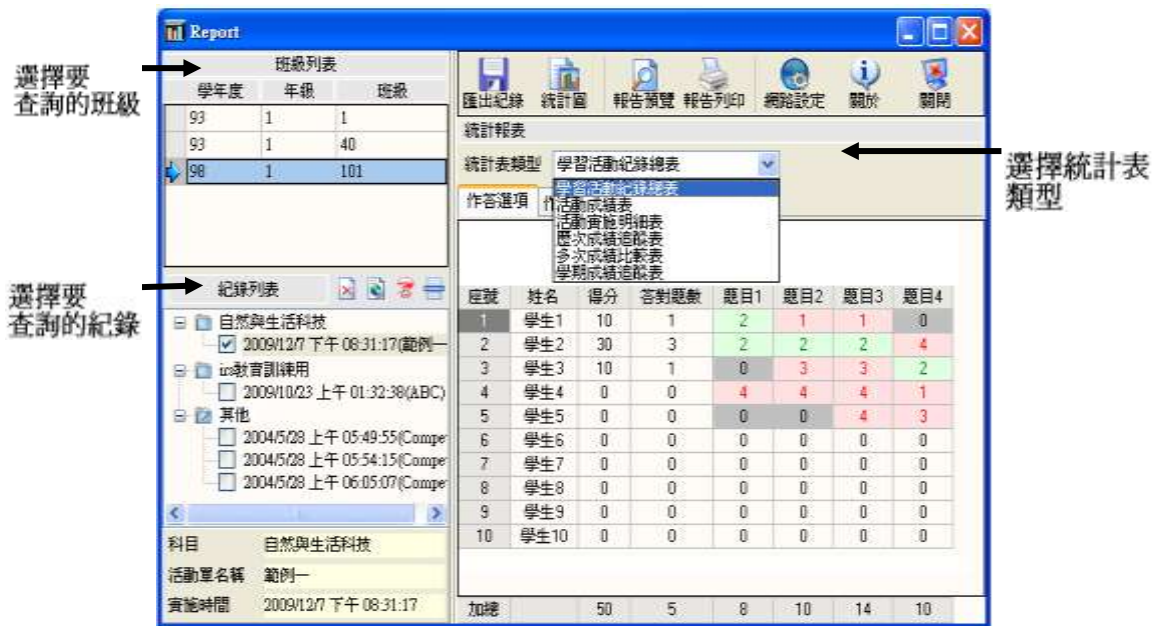 Report
選擇要
查詢的班級
班級列表
學年度 年級 班級
93 1 1
93 1 40
98 1 101
選擇要
查詢的紀錄
紀錄列表
自然與生活科技
2009/12/7 下午 08:31:17(範例一
irs教育訓練用
2009/10/23 上午 01:32:38(ABC)
其他
2004/5/28 上午 05:49:55(Compe
2004/5/28 上午 05:54:15(Compe
2004/5/28 上午 06:05:07(Compe
科目 自然與生活科技
活動單名稱 範例一
實施時間 2009/12/7 下午 08:31:17
匯出紀錄 統計圖 報告預覽 報告列印 網路設定 關於 關閉
統計報表
統計表類型 學習活動紀錄總表
選擇統計表
類型
作答選項 作
學習活動紀錄總表
活動成績表
活動實施明細表
歷次成績追蹤表
多次成績比較表
學期成績追蹤表
座號 姓名 得分 答對題數 題目1 題目2 題目3 題目4
1 學生1 10 1 2 1 1 0
2 學生2 30 3 2 2 2 4
3 學生3 10 1 0 3 3 2
4 學生4 0 0 4 4 4 1
5 學生5 0 0 0 0 4 3
6 學生6 0 0 0 0 0 0
7 學生7 0 0 0 0 0 0
8 學生8 0 0 0 0 0 0
9 學生9 0 0 0 0 0 0
10 學生10 0 0 0 0 0 0
加總 50 5 8 10 14 10